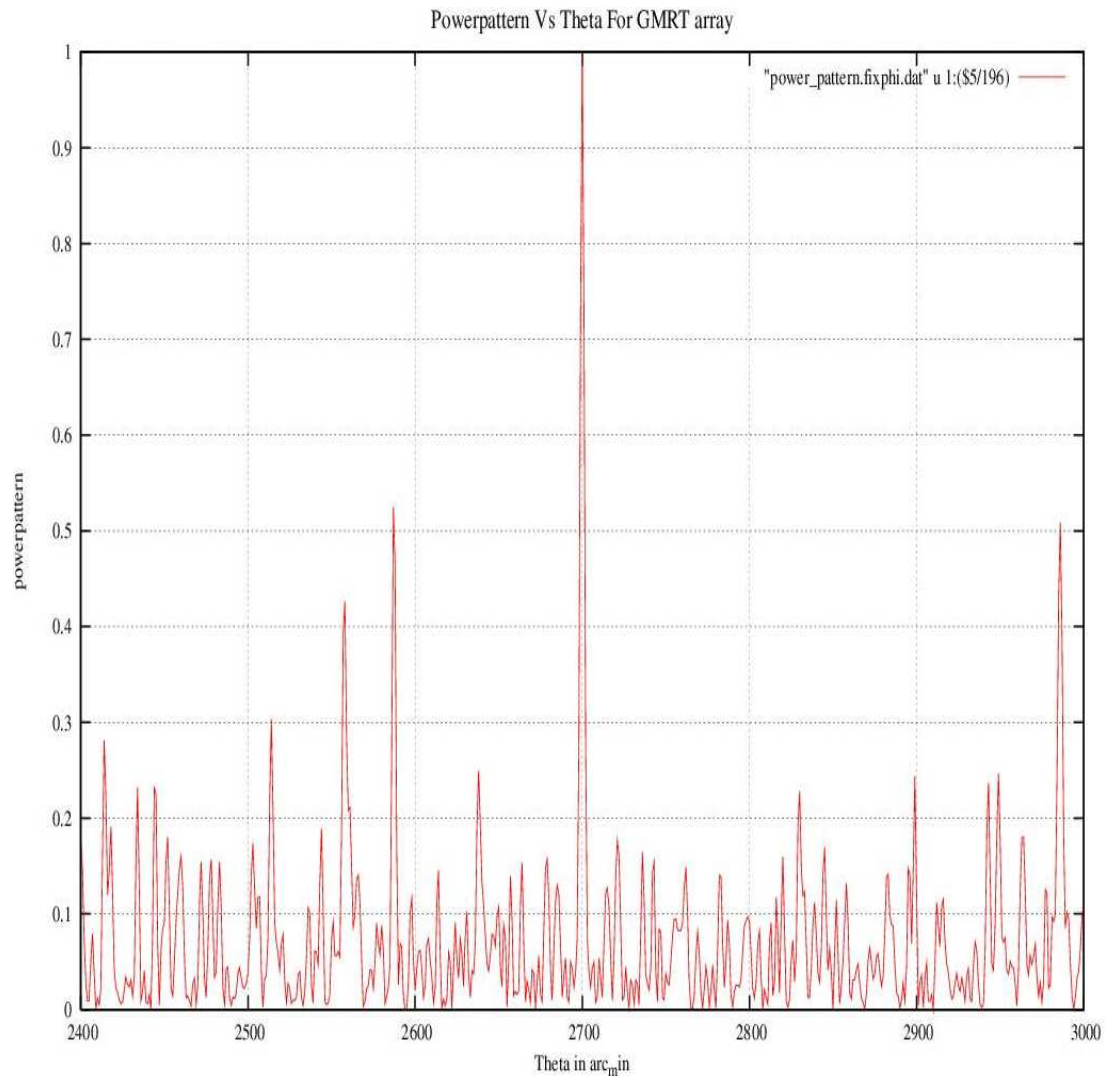 Powerpattern Vs Theta For GMRT array
"power_pattern.fixphi.dat" u 1:($5/196)
1
0.9
0.8
0.7
0.6
0.5
0.4
0.3
0.2
0.1
0
powerpattern
2400 2500 2600 2700 2800 2900 3000
Theta in arc_min